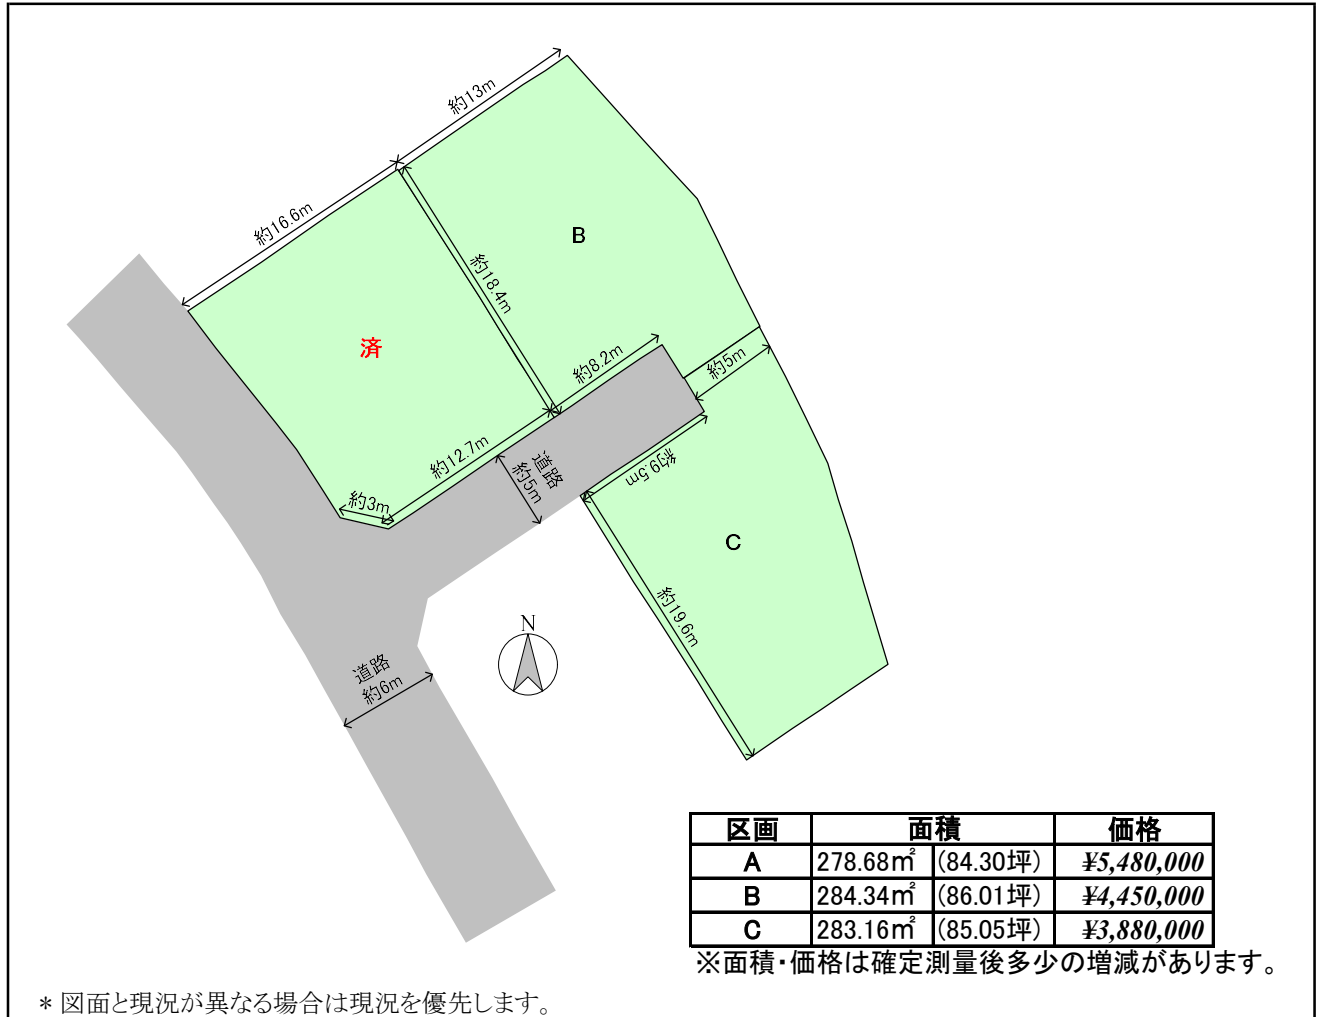 約13m
約16.6m
B
約18.4m
済
約8.2m
約5m
約12.7m
道路
約5m
約9.5m
約3m
C
約19.6m
N
道路
約6m
区画 面積 価格
A 278.68㎡ (84.30坪) ¥5,480,000
B 284.34㎡ (86.01坪) ¥4,450,000
C 283.16㎡ (85.05坪) ¥3,880,000
※面積・価格は確定測量後多少の増減があります。
* 図面と現況が異なる場合は現況を優先します。